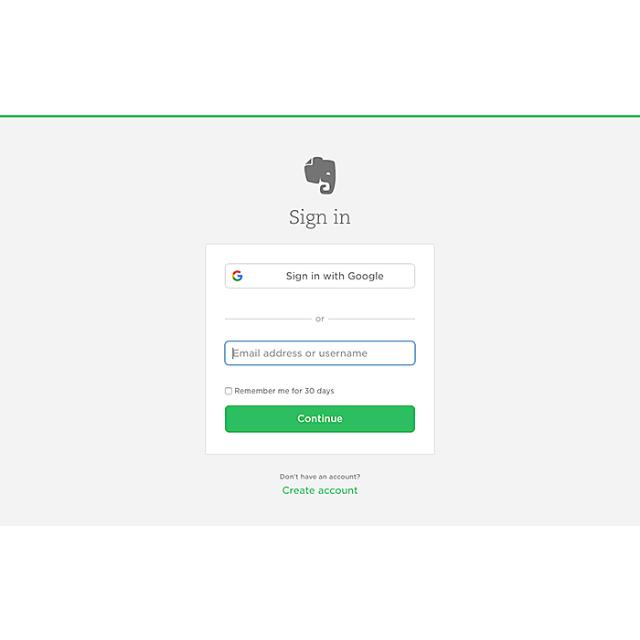 Sign in
Sign in with Google
or
Email address or username
Remember me for 30 days
Continue
Don't have an account?
Create account